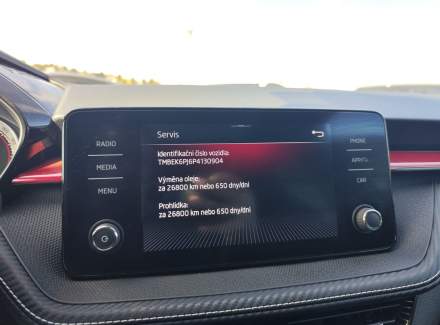 Servis
RADIO
MEDIA
MENU
Identifikační číslo vozidla:
TMBEK6PJ6P4130904
Výměna oleje:
za 26800 km nebo 650 dny/dní
Prohlídka:
za 26800 km nebo 650 dny/dní
PHONE
CAR